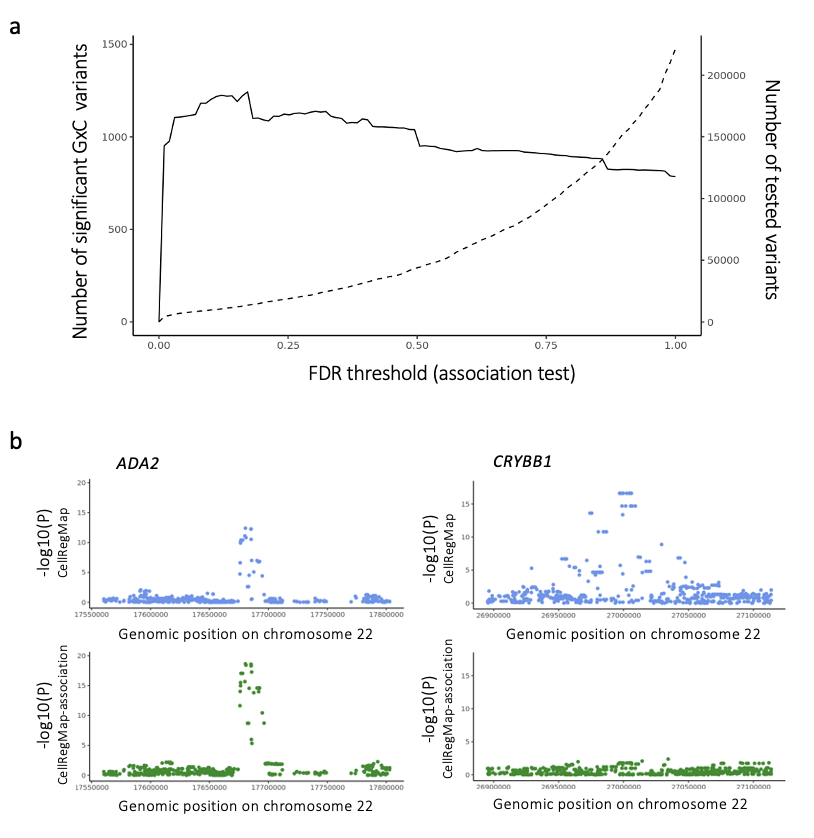 a
Number of significant GxC variants
1500
1000
500
0
200000
150000
100000
50000
0
Number of tested variants
0.00 0.25 0.50 0.75 1.00
FDR threshold (association test)
b
ADA2
-log10(P)
CellRegMap
20
15
10
5
0
17550000 17600000 17650000 17700000 17750000 17800000
Genomic position on chromosome 22
CRYBB1
-log10(P)
CellRegMap
15
10
5
0
26900000 26950000 27000000 27050000 27100000
Genomic position on chromosome 22
-log10(P)
CellRegMap-association
20
15
10
5
0
17550000 17600000 17650000 17700000 17750000 17800000
Genomic position on chromosome 22
-log10(P)
CellRegMap-association
15
10
5
0
26900000 26950000 27000000 27050000 27100000
Genomic position on chromosome 22